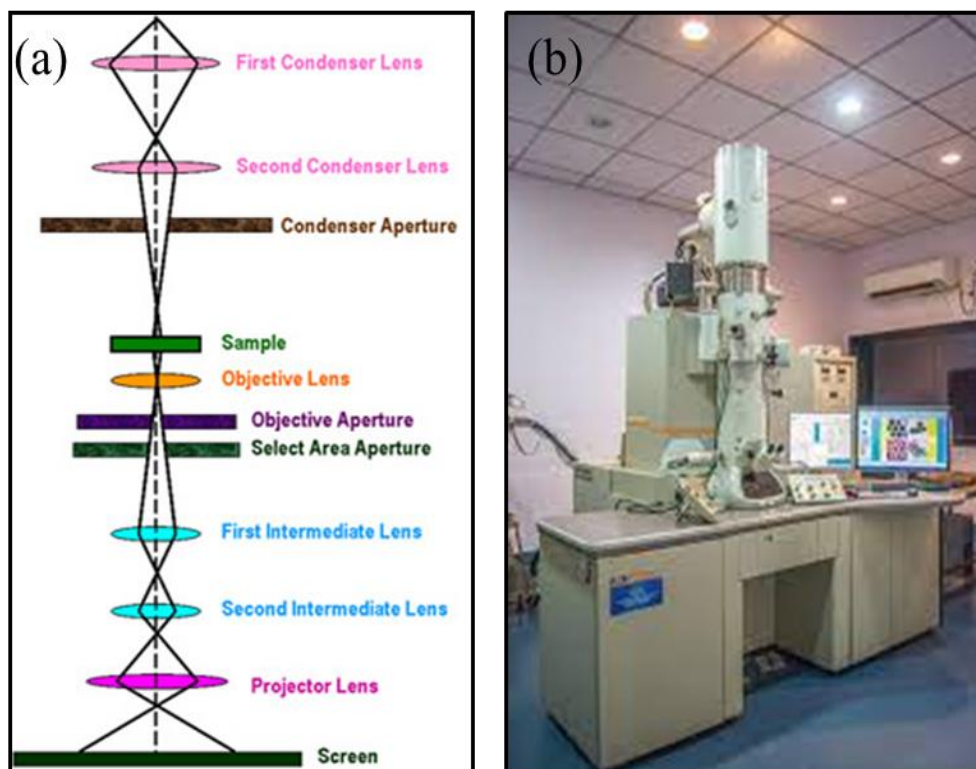 (a)
First Condenser Lens
Second Condenser Lens
Condenser Aperture
Sample
Objective Lens
Objective Aperture
Select Area Aperture
First Intermediate Lens
Second Intermediate Lens
Projector Lens
Screen
(b)